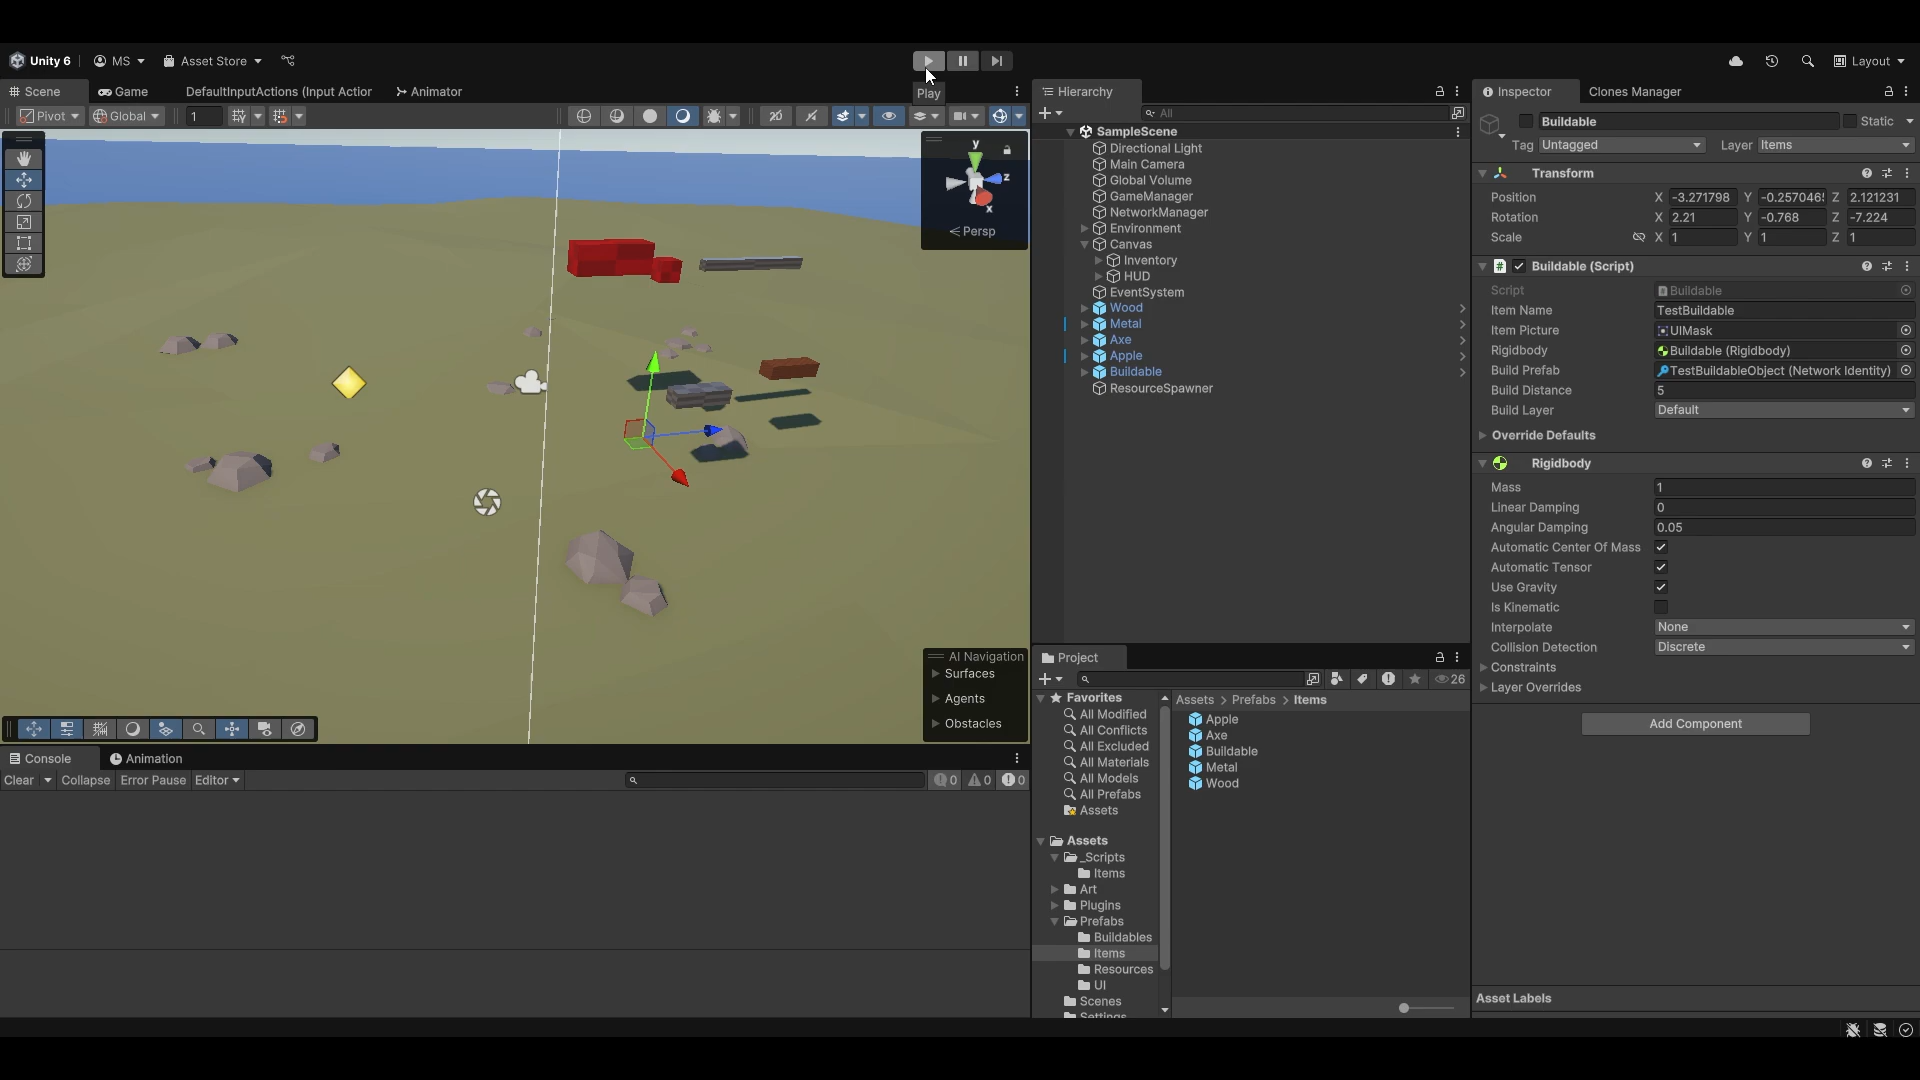 Unity 6 MS Asset Store Layout
Scene Game DefaultInputActions (Input Actior Animator
Play
Pivot Global 1
y
z
x
Persp
AI Navigation
Surfaces
Agents
Obstacles
Console Animation
Clear Collapse Error Pause Editor 0 0 0
Hierarchy
All
SampleScene
Directional Light
Main Camera
Global Volume
GameManager
NetworkManager
Environment
Canvas
Inventory
HUD
EventSystem
Wood
Metal
Axe
Apple
Buildable
ResourceSpawner
Project
26
Favorites
All Modified
All Conflicts
All Excluded
All Materials
All Models
All Prefabs
Assets
Assets
_Scripts
Items
Art
Plugins
Prefabs
Buildables
Items
Resources
UI
Scenes
Settings
Assets > Prefabs > Items
Apple
Axe
Buildable
Metal
Wood
Inspector Clones Manager
Buildable Static
Tag Untagged Layer Items
Transform
Position X -3.271798 Y -0.257046 Z 2.121231
Rotation X 2.21 Y -0.768 Z -7.224
Scale X 1 Y 1 Z 1
# Buildable (Script)
Script Buildable
Item Name TestBuildable
Item Picture UIMask
Rigidbody Buildable (Rigidbody)
Build Prefab TestBuildableObject (Network Identity)
Build Distance 5
Build Layer Default
Override Defaults
Rigidbody
Mass 1
Linear Damping 0
Angular Damping 0.05
Automatic Center Of Mass
Automatic Tensor
Use Gravity
Is Kinematic
Interpolate None
Collision Detection Discrete
Constraints
Layer Overrides
Add Component
Asset Labels